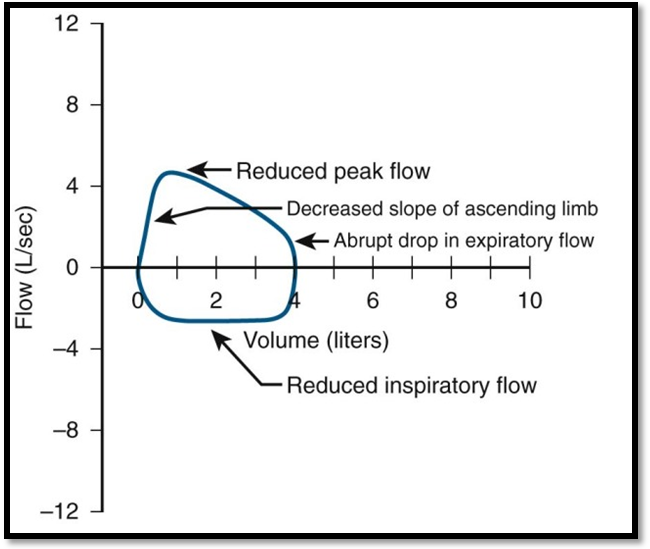 12
8
4
0
–4
–8
–12
Flow (L/sec)
Reduced peak flow
Decreased slope of ascending limb
Abrupt drop in expiratory flow
0 2 4 6 8 10
Volume (liters)
Reduced inspiratory flow